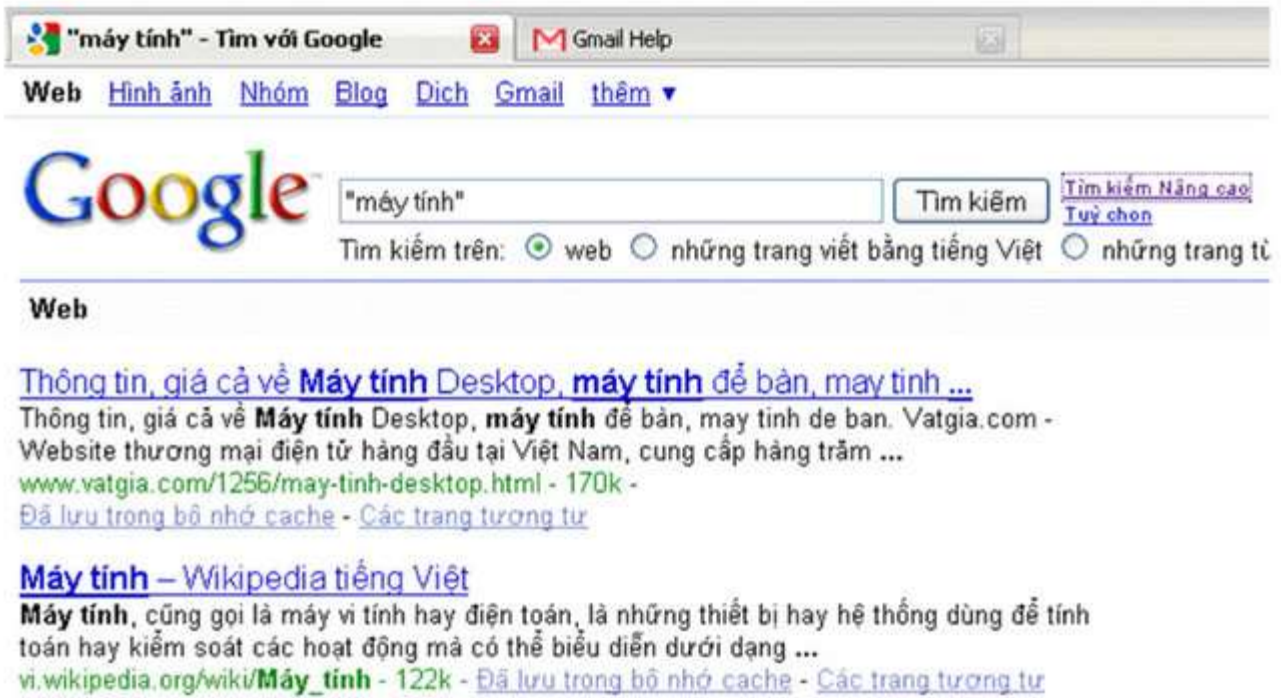 "máy tính" - Tìm với Google Gmail Help
Web Hình ảnh Nhóm Blog Dịch Gmail thêm ▼
Google "máy tính" Tìm kiếm Tìm kiếm Nâng cao
Tuỳ chọn
Tìm kiếm trên: web những trang viết bằng tiếng Việt những trang từ
Web
Thông tin, giá cả về Máy tính Desktop, máy tính để bàn, may tinh ...
Thông tin, giá cả về Máy tính Desktop, máy tính để bàn, may tinh de ban. Vatgia.com -
Website thương mại điện tử hàng đầu tại Việt Nam, cung cấp hàng trăm ...
www.vatgia.com/1256/may-tinh-desktop.html - 170k -
Đã lưu trong bộ nhớ cache - Các trang tương tự
Máy tính – Wikipedia tiếng Việt
Máy tính, cũng gọi là máy vi tính hay điện toán, là những thiết bị hay hệ thống dùng để tính
toán hay kiểm soát các hoạt động mà có thể biểu diễn dưới dạng ...
vi.wikipedia.org/wiki/Máy_tính - 122k - Đã lưu trong bộ nhớ cache - Các trang tương tự